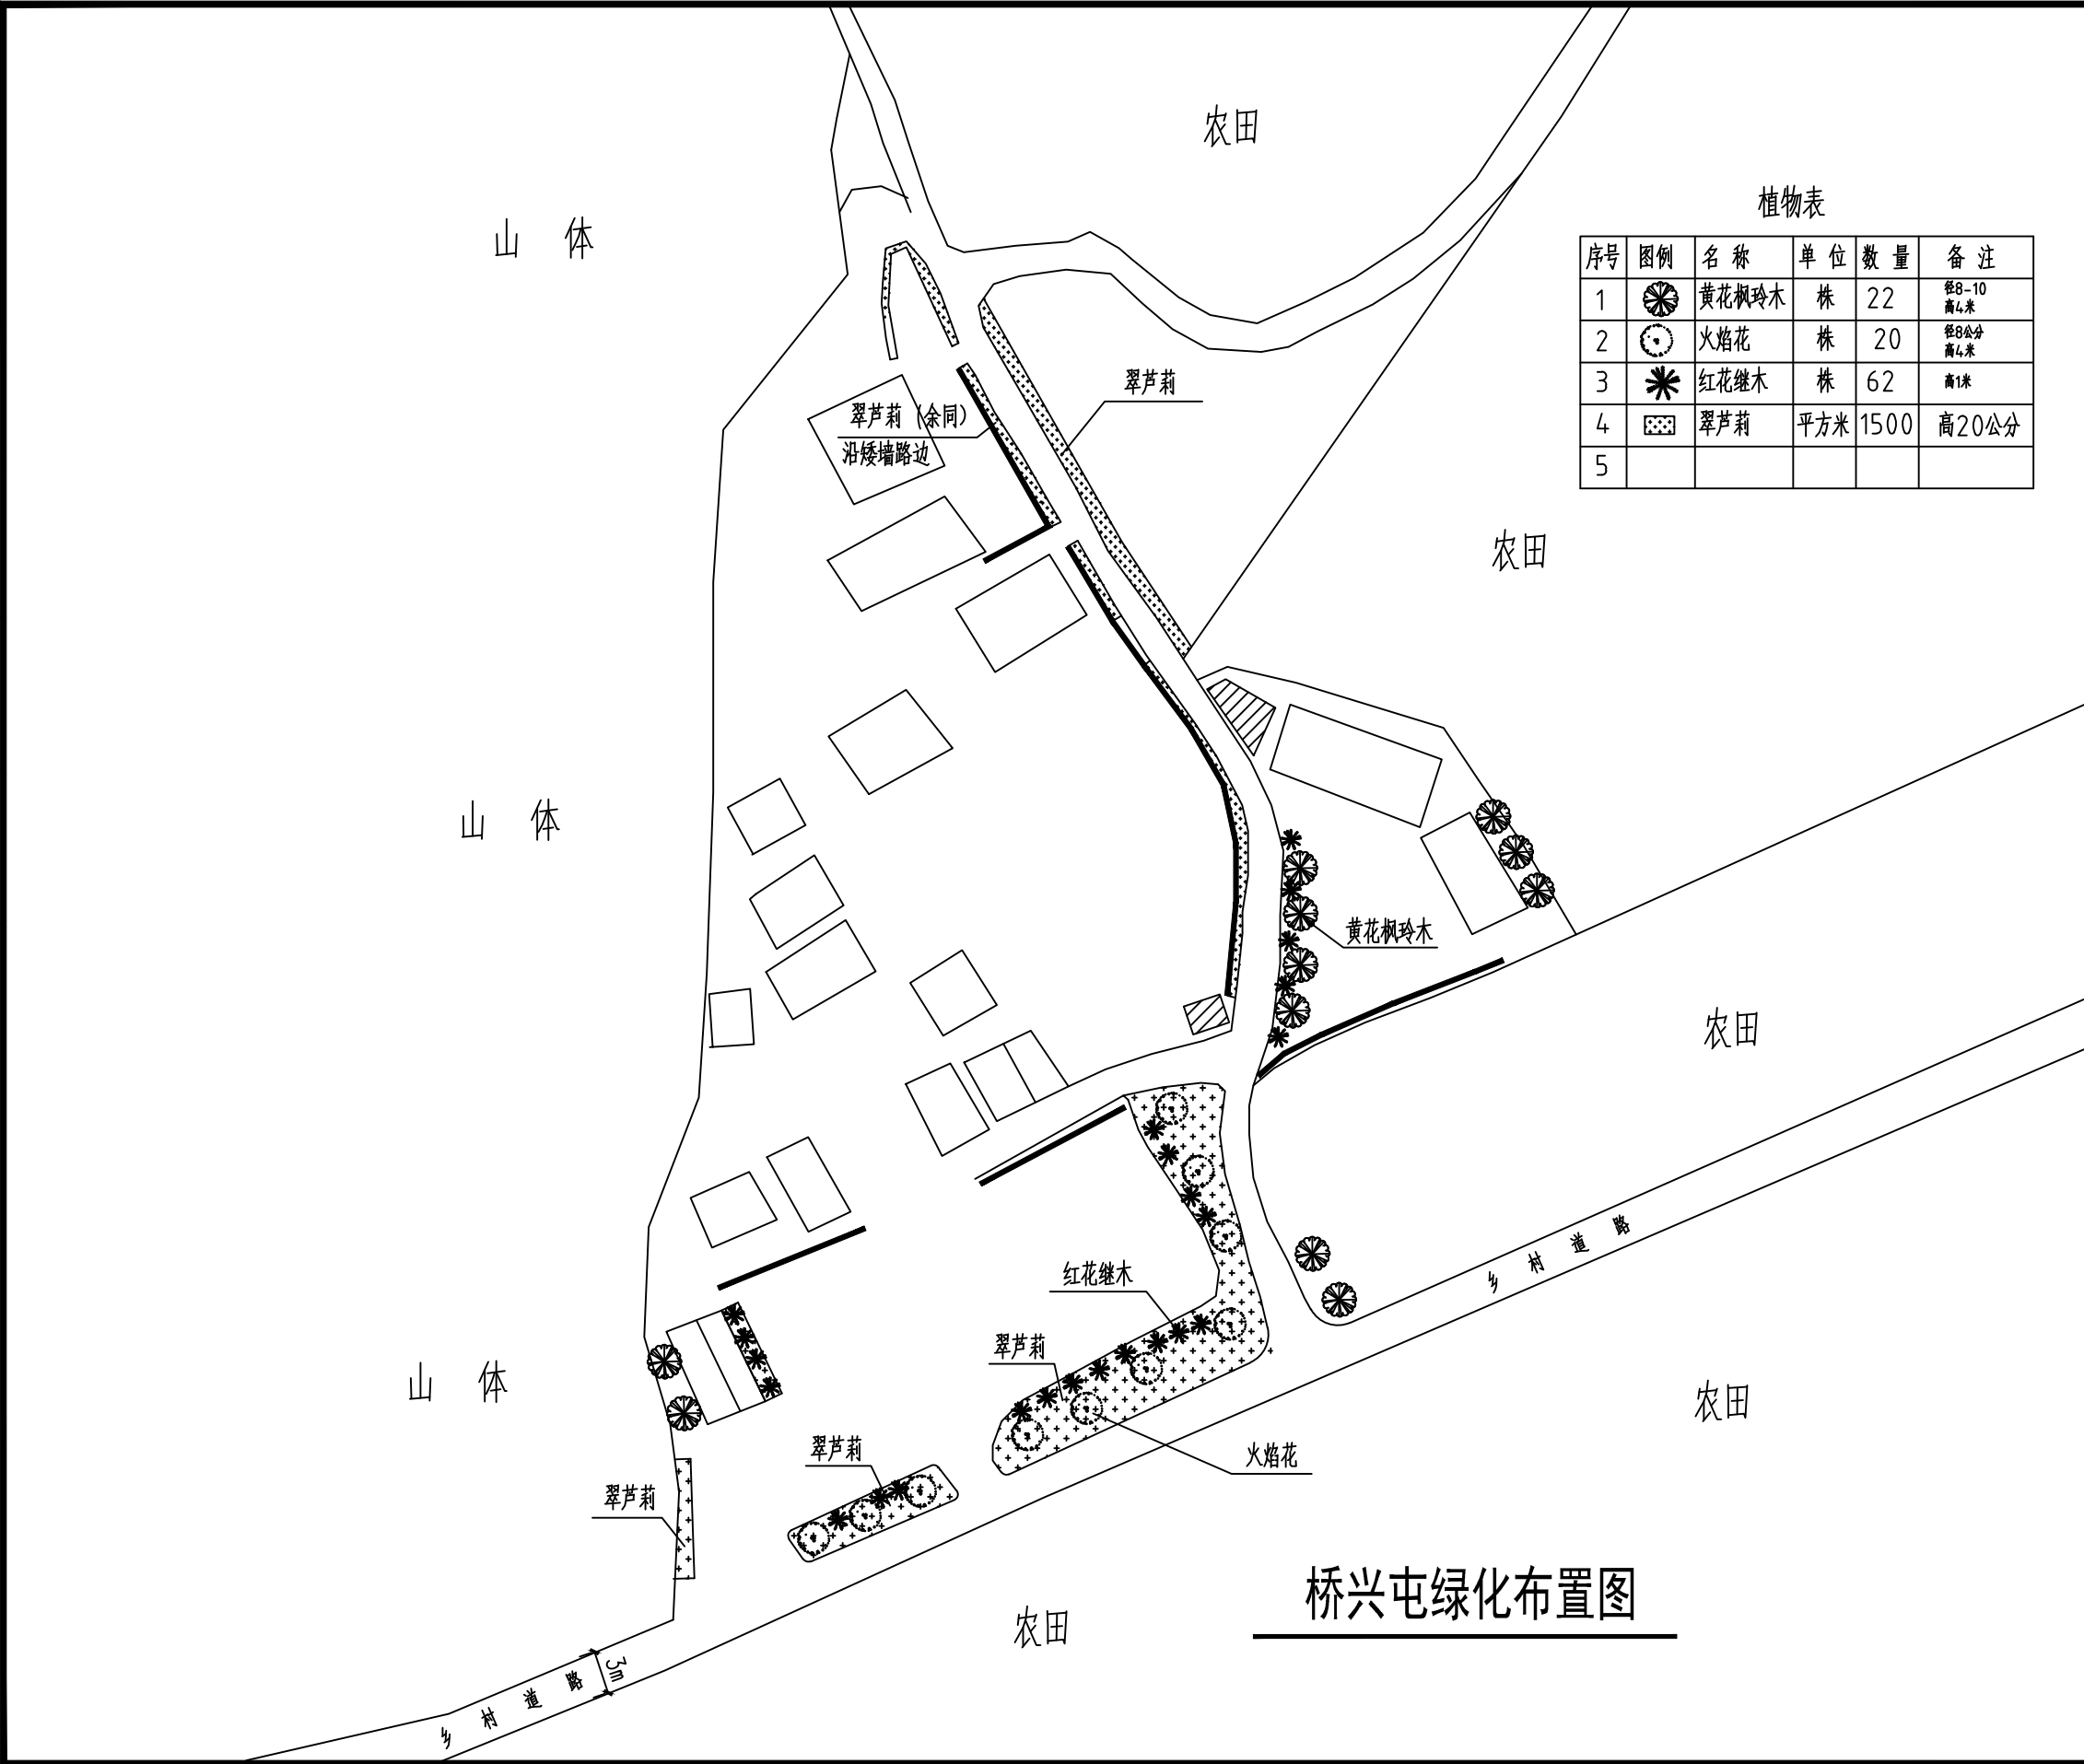 农田
山 体
植物表
序号 图例 名 称 单 位 数 量 备 注
1 黄花枫玲木 株 22 径8-10
高4米
2 火焰花 株 20 径8公分
高4米
3 红花继木 株 62 高1米
4 翠芦莉 平方米 1500 高20公分
5
翠芦莉
翠芦莉（余同）
沿矮墙路边
农田
山 体
黄花枫玲木
农田
乡 村 道 路
红花继木
翠芦莉
山 体
农田
翠芦莉
火焰花
翠芦莉
桥兴屯绿化布置图
农田
3m
乡 村 道 路